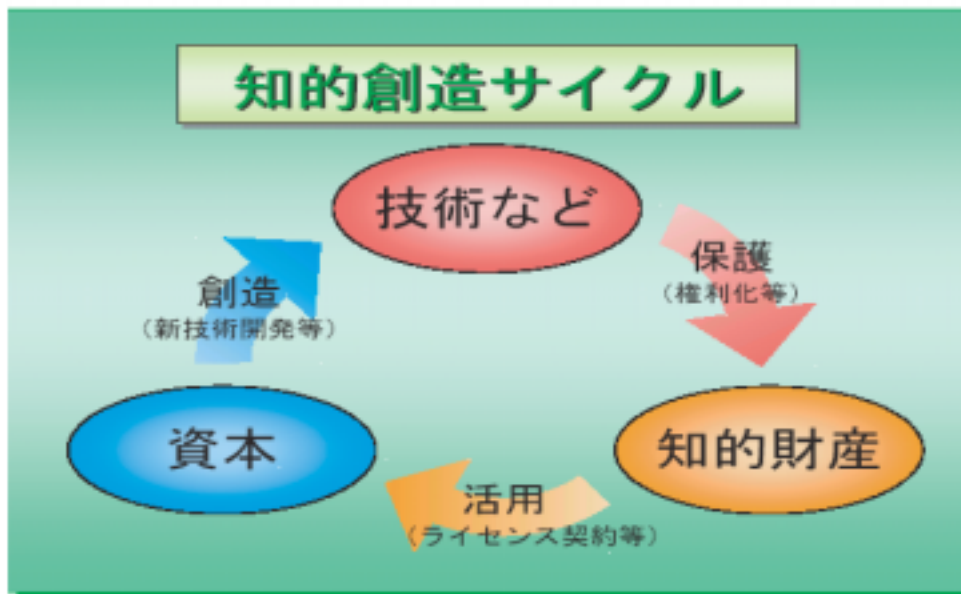 知的創造サイクル
技術など
保護
（権利化等）
創造
（新技術開発等）
資本
知的財産
活用
（ライセンス契約等）